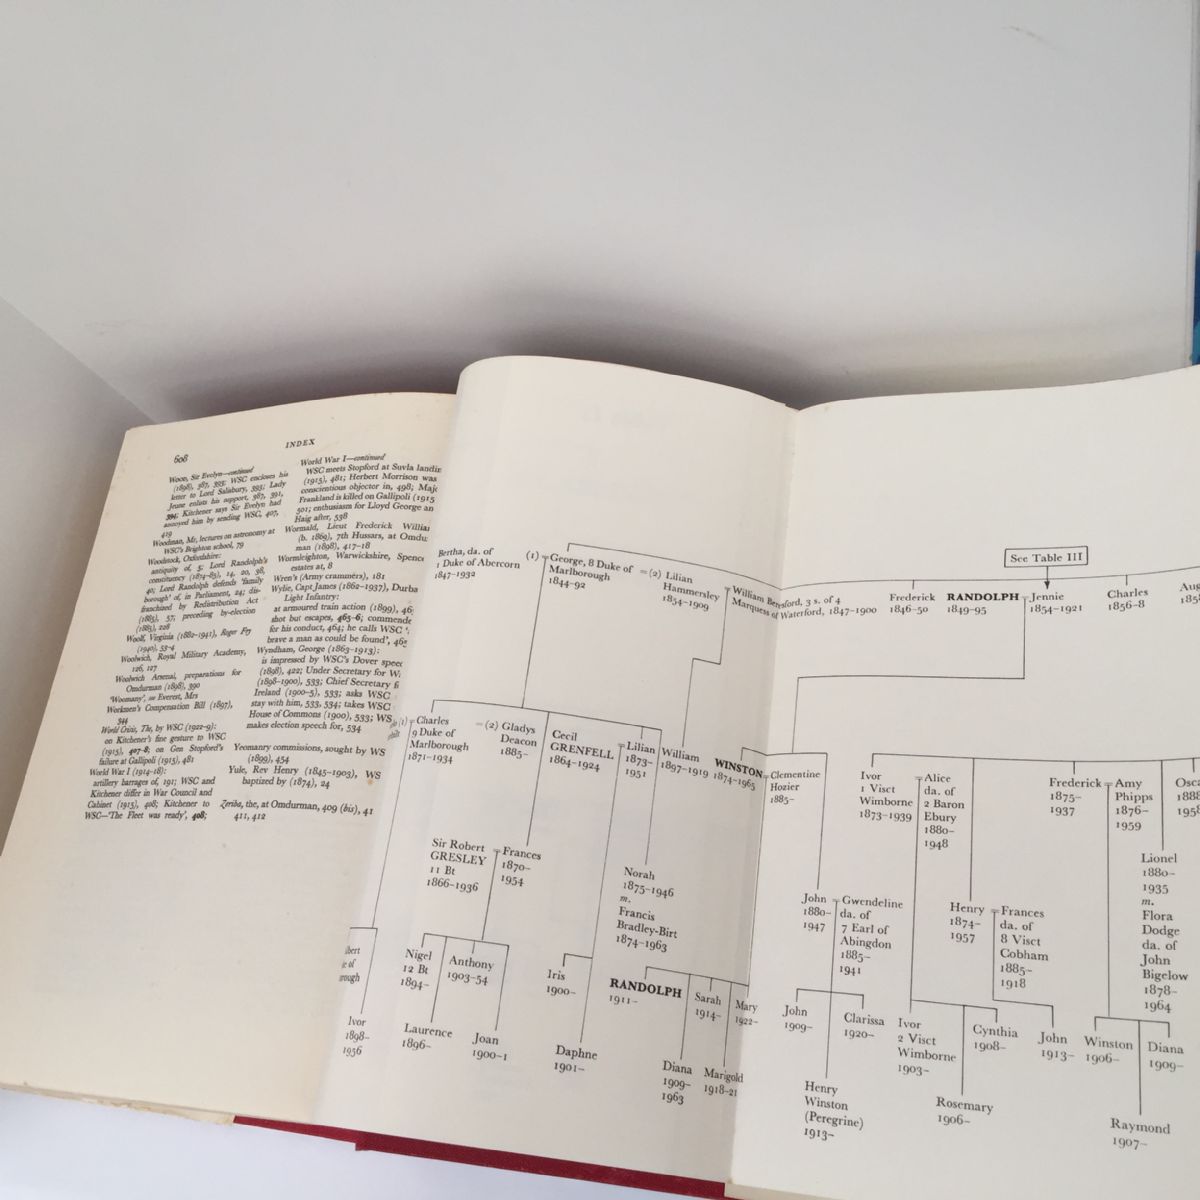 608
INDEX
Wood, Sir Evelyn—continued
(1898), 387, 393; WSC encloses his
letter to Lord Salisbury, 393; Lady
Jeune enlists his support, 387, 391,
394; Kitchener says Sir Evelyn had
annoyed him by sending WSC, 407,
419
Woodman, Mr, lectures on astronomy at
WSC's Brighton school, 79
Woodstock, Oxfordshire:
antiquity of, 5; Lord Randolph's
constituency (1874-85), 14, 20, 38,
40; Lord Randolph defends 'family
borough' of, in Parliament, 24; dis-
franchized by Redistribution Act
(1885), 57; preceding by-election
(1885), 228
Woolf, Virginia (1882-1941), Roger Fry
(1940), 53-4
Woolwich, Royal Military Academy,
126, 127
Woolwich Arsenal, preparations for
Omdurman (1898), 390
'Woomany', see Everest, Mrs
Workmen's Compensation Bill (1897),
344
World Crisis, The, by WSC (1922-9):
on Kitchener's fine gesture to WSC
(1915), 407-8; on Gen Stopford's
failure at Gallipoli (1915), 481
World War I (1914-18):
artillery barrages of, 191; WSC and
Kitchener differ in War Council and
Cabinet (1915), 408; Kitchener to
WSC—'The Fleet was ready', 408;
World War I—continued
WSC meets Stopford at Suvla landin
(1915), 481; Herbert Morrison was
conscientious objector in, 498; Maj
Frankland is killed on Gallipoli (1915
501; enthusiasm for Lloyd George an
Haig after, 538
Wormald, Lieut Frederick Willia
(b. 1869), 7th Hussars, at Omdu
man (1898), 417-18
Wormleighton, Warwickshire, Spence
estates at, 8
Wren's (Army crammers), 181
Wylie, Capt James (1862-1937), Durba
Light Infantry:
at armoured train action (1899), 46
shot but escapes, 465-6; commende
for his conduct, 464; he calls WSC '
brave a man as could be found', 46
Wyndham, George (1863-1913):
is impressed by WSC's Dover speec
(1898), 422; Under Secretary for W
(1898-1900), 533; Chief Secretary f
Ireland (1900-5), 533; asks WSC
stay with him, 533, 534; takes WSC
House of Commons (1900), 533; WS
makes election speech for, 534
Yeomanry commissions, sought by WS
(1899), 454
Yule, Rev Henry (1845-1903), WS
baptized by (1874), 24
Zeriba, the, at Omdurman, 409 (bis), 41
411, 412
See Table III
Bertha, da. of
1 Duke of Abercorn
1847-1932
(1) George, 8 Duke of
Marlborough
1844-92
=(2) Lilian
Hammersley
1854-1909
William Beresford, 3 s. of 4
Marquess of Waterford, 1847-1900
Frederick
1846-50
RANDOLPH
1849-95
Jennie
1854-1921
Charles
1856-8
Aug
185
(1) Charles
9 Duke of
Marlborough
1871-1934
=(2) Gladys
Deacon
1885-
Cecil
GRENFELL
1864-1924
Lilian
1873-
1951
William
1897-1919
WINSTON
1874-1965
Clementine
Hozier
1885-
Ivor
1 Visct
Wimborne
1873-1939
Alice
da. of
2 Baron
Ebury
1880-
1948
Frederick
1875-
1937
Amy
Phipps
1876-
1959
Osca
1888
1958
Sir Robert
GRESLEY
11 Bt
1866-1936
Frances
1870-
1954
Norah
1875-1946
m.
Francis
Bradley-Birt
1874-1963
John
1880-
1947
Gwendeline
da. of
7 Earl of
Abingdon
1885-
1941
Henry
1874-
1957
Frances
da. of
8 Visct
Cobham
1885-
1918
Lionel
1880-
1935
m.
Flora
Dodge
da. of
John
Bigelow
1878-
1964
Nigel
12 Bt
1894-
Anthony
1903-54
Iris
1900-
RANDOLPH
1911-
Sarah
1914-
Mary
1922-
John
1909-
Clarissa
1920-
Ivor
2 Visct
Wimborne
1903-
Cynthia
1908-
John
1913-
Winston
1906-
Diana
1909-
Ivor
1898-
1956
Laurence
1896-
Joan
1900-1
Daphne
1901-
Diana
1909-
1963
Marigold
1918-21
Henry
Winston
(Peregrine)
1913-
Rosemary
1906-
Raymond
1907-